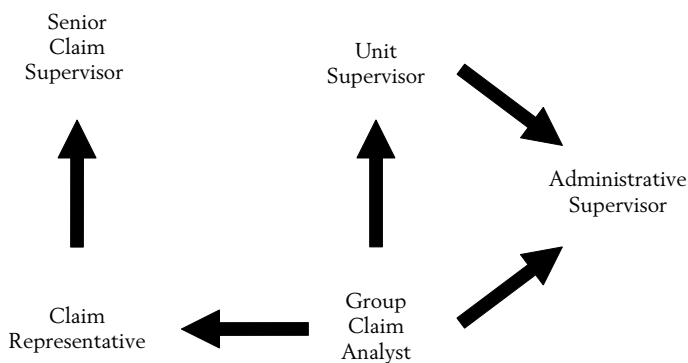 Senior
Claim
Supervisor
Unit
Supervisor
Administrative
Supervisor
Claim
Representative
Group
Claim
Analyst